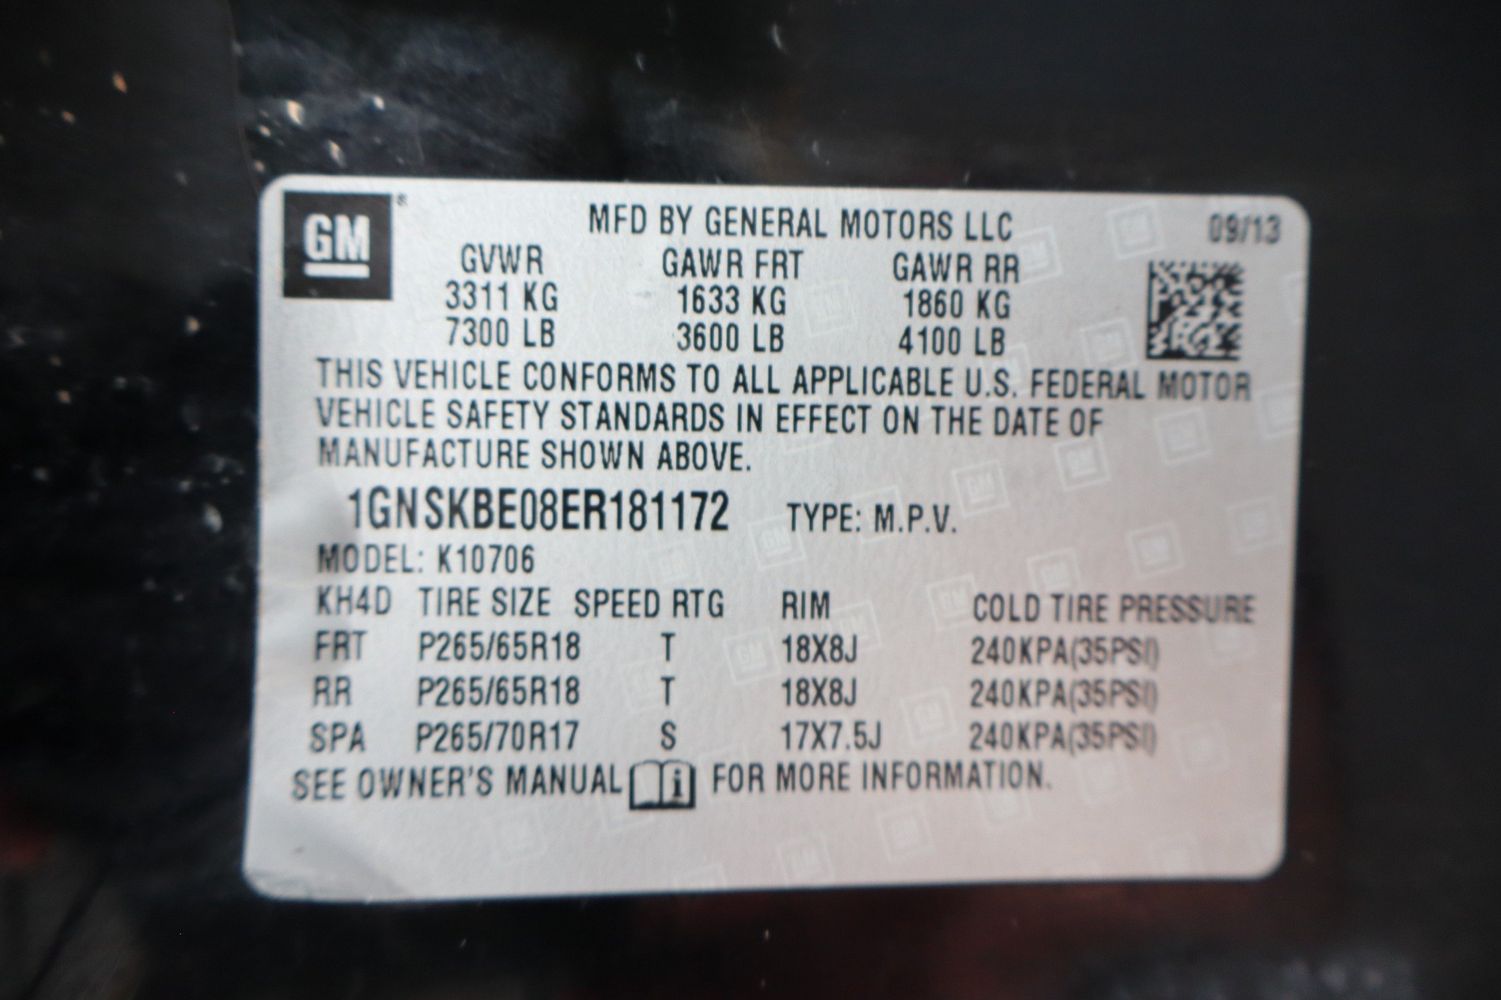 GM®
MFD BY GENERAL MOTORS LLC 09/13
GVWR GAWR FRT GAWR RR
3311 KG 1633 KG 1860 KG
7300 LB 3600 LB 4100 LB
THIS VEHICLE CONFORMS TO ALL APPLICABLE U.S. FEDERAL MOTOR
VEHICLE SAFETY STANDARDS IN EFFECT ON THE DATE OF
MANUFACTURE SHOWN ABOVE.
1GNSKBE08ER181172 TYPE: M.P.V.
MODEL: K10706
KH4D TIRE SIZE SPEED RTG RIM COLD TIRE PRESSURE
FRT P265/65R18 T 18X8J 240KPA(35PSI)
RR P265/65R18 T 18X8J 240KPA(35PSI)
SPA P265/70R17 S 17X7.5J 240KPA(35PSI)
SEE OWNER'S MANUAL i FOR MORE INFORMATION.